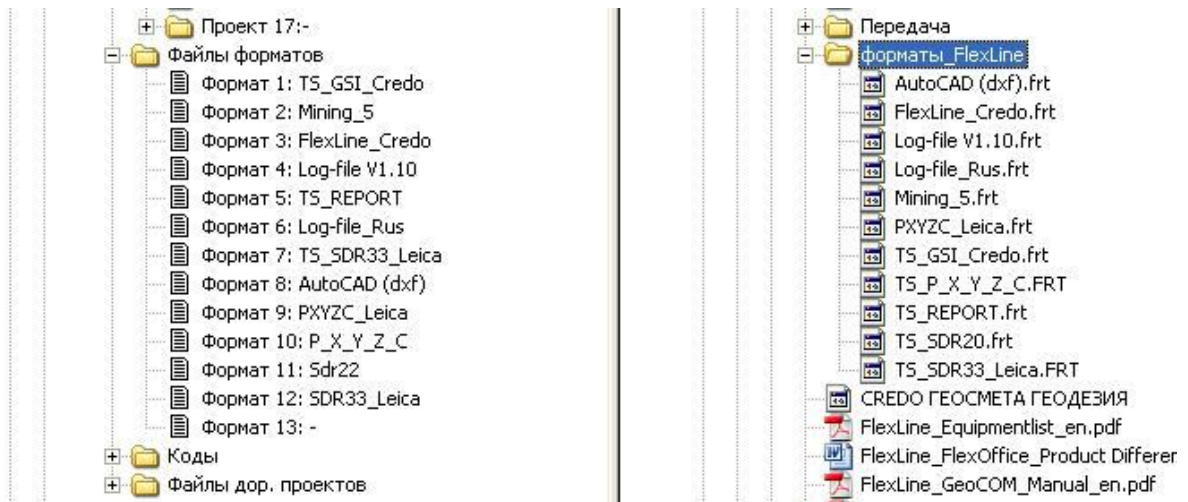 Проект 17:-
Файлы форматов
Формат 1: TS_GSI_Credo
Формат 2: Mining_5
Формат 3: FlexLine_Credo
Формат 4: Log-file V1.10
Формат 5: TS_REPORT
Формат 6: Log-file_Rus
Формат 7: TS_SDR33_Leica
Формат 8: AutoCAD (dxf)
Формат 9: PXYZC_Leica
Формат 10: P_X_Y_Z_C
Формат 11: Sdr22
Формат 12: SDR33_Leica
Формат 13: -
Коды
Файлы дор. проектов
Передача
форматы_FlexLine
AutoCAD (dxf).frt
FlexLine_Credo.frt
Log-file V1.10.frt
Log-file_Rus.frt
Mining_5.frt
PXYZC_Leica.frt
TS_GSI_Credo.frt
TS_P_X_Y_Z_C.FRT
TS_REPORT.frt
TS_SDR20.frt
TS_SDR33_Leica.FRT
CREDO ГЕОСМЕТА ГЕОДЕЗИЯ
FlexLine_Equipmentlist_en.pdf
FlexLine_FlexOffice_Product Differen
FlexLine_GeoCOM_Manual_en.pdf